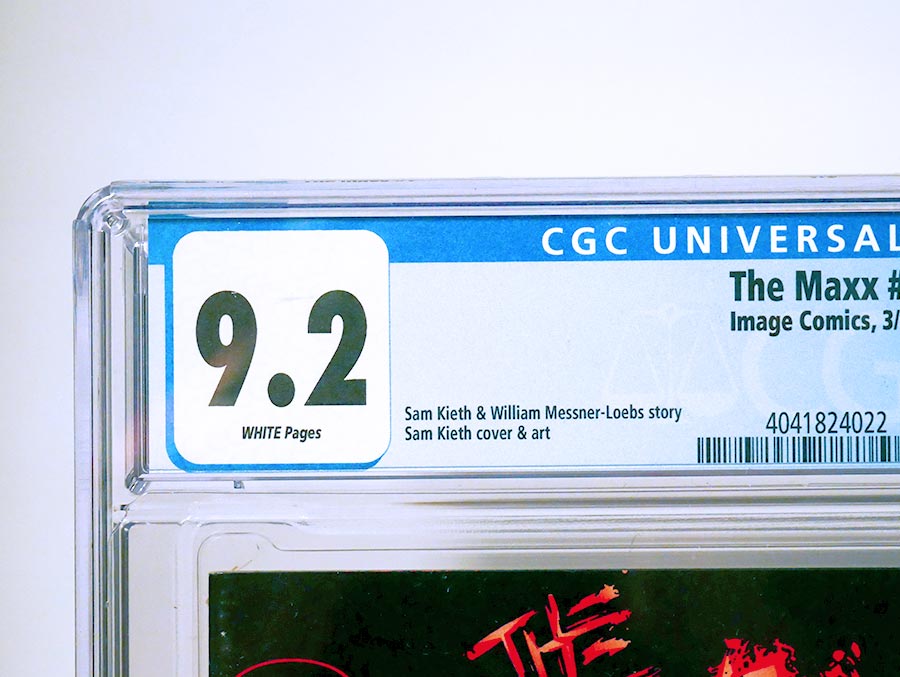 CGC UNIVERSAL
9.2
WHITE Pages
The Maxx #
Image Comics, 3/
Sam Kieth & William Messner-Loebs story
Sam Kieth cover & art
4041824022
CG
THE